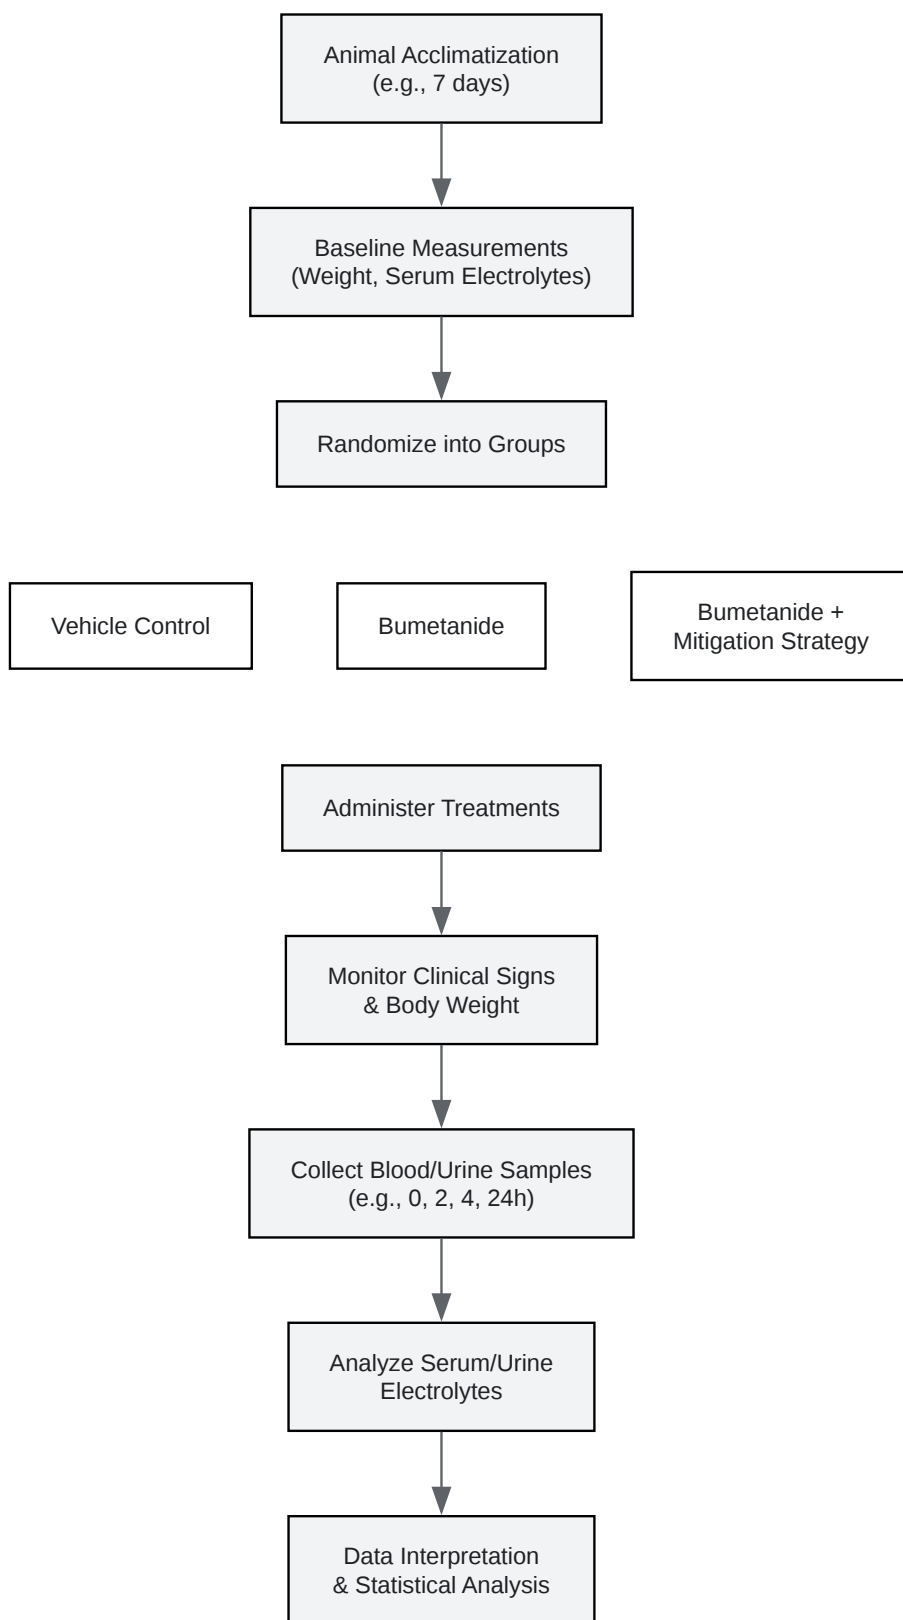 Animal Acclimatization
(e.g., 7 days)
Baseline Measurements
(Weight, Serum Electrolytes)
Randomize into Groups
Vehicle Control
Bumetanide
Bumetanide +
Mitigation Strategy
Administer Treatments
Monitor Clinical Signs
& Body Weight
Collect Blood/Urine Samples
(e.g., 0, 2, 4, 24h)
Analyze Serum/Urine
Electrolytes
Data Interpretation
& Statistical Analysis